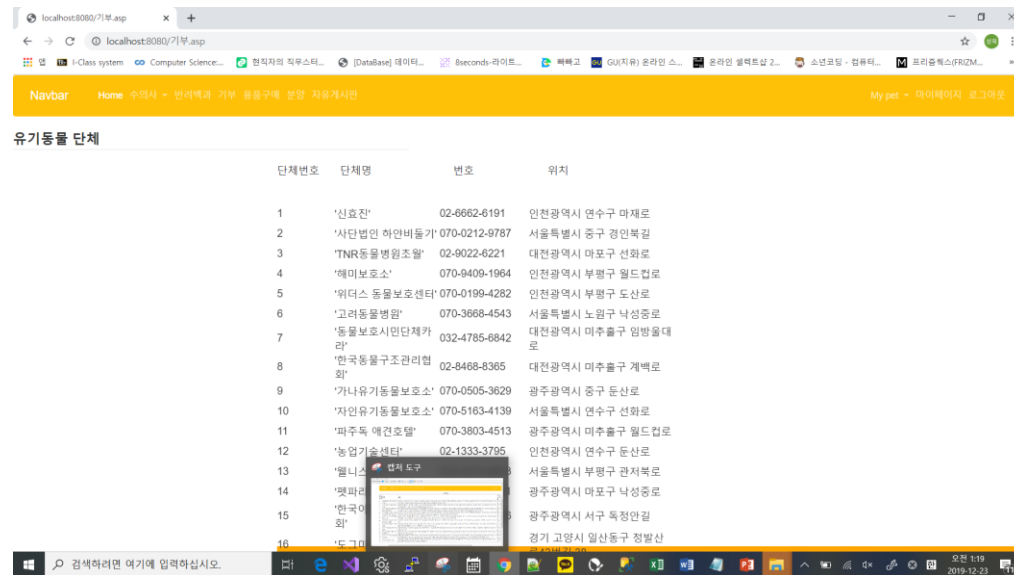 localhost:8080/기부.asp
localhost:8080/기부.asp
앱 I-Class system Computer Science:... 현직자의 직무스터... [DataBase] 데이터... 8seconds-라이트... 빠빠고 GU(지유) 온라인 스... 온라인 셀렉트샵 2... 소년코딩 - 컴퓨터... 프리즘웍스(FRIZM...
Navbar Home 수의사 반려백과 기부 용품구매 분양 자유게시판 My pet 마이페이지 로그아웃
유기동물 단체
단체번호 단체명 번호 위치
1 '신효진' 02-6662-6191 인천광역시 연수구 마재로
2 '사단법인 하얀비둘기' 070-0212-9787 서울특별시 중구 경인북길
3 'TNR동물병원초월' 02-9022-6221 대전광역시 마포구 선화로
4 '해미보호소' 070-9409-1964 인천광역시 부평구 월드컵로
5 '위더스 동물보호센터' 070-0199-4282 인천광역시 부평구 도산로
6 '고려동물병원' 070-3668-4543 서울특별시 노원구 낙성중로
7 '동물보호시민단체카라' 032-4785-6842 대전광역시 미추홀구 임방울대로
8 '한국동물구조관리협회' 02-8468-8365 대전광역시 미추홀구 계백로
9 '가나유기동물보호소' 070-0505-3629 광주광역시 중구 둔산로
10 '자인유기동물보호소' 070-5163-4139 서울특별시 연수구 선화로
11 '파주독 애견호텔' 070-3803-4513 광주광역시 미추홀구 월드컵로
12 '농업기술센터' 02-1333-3795 인천광역시 연수구 둔산로
13 '웰니스 서울특별시 부평구 관저북로
14 '펫파라 광주광역시 마포구 낙성중로
15 '한국 회' 광주광역시 서구 독정안길
16 '도그마 경기 고양시 일산동구 정발산
캡처 도구
검색하려면 여기에 입력하십시오.
오전 1:19
2019-12-23